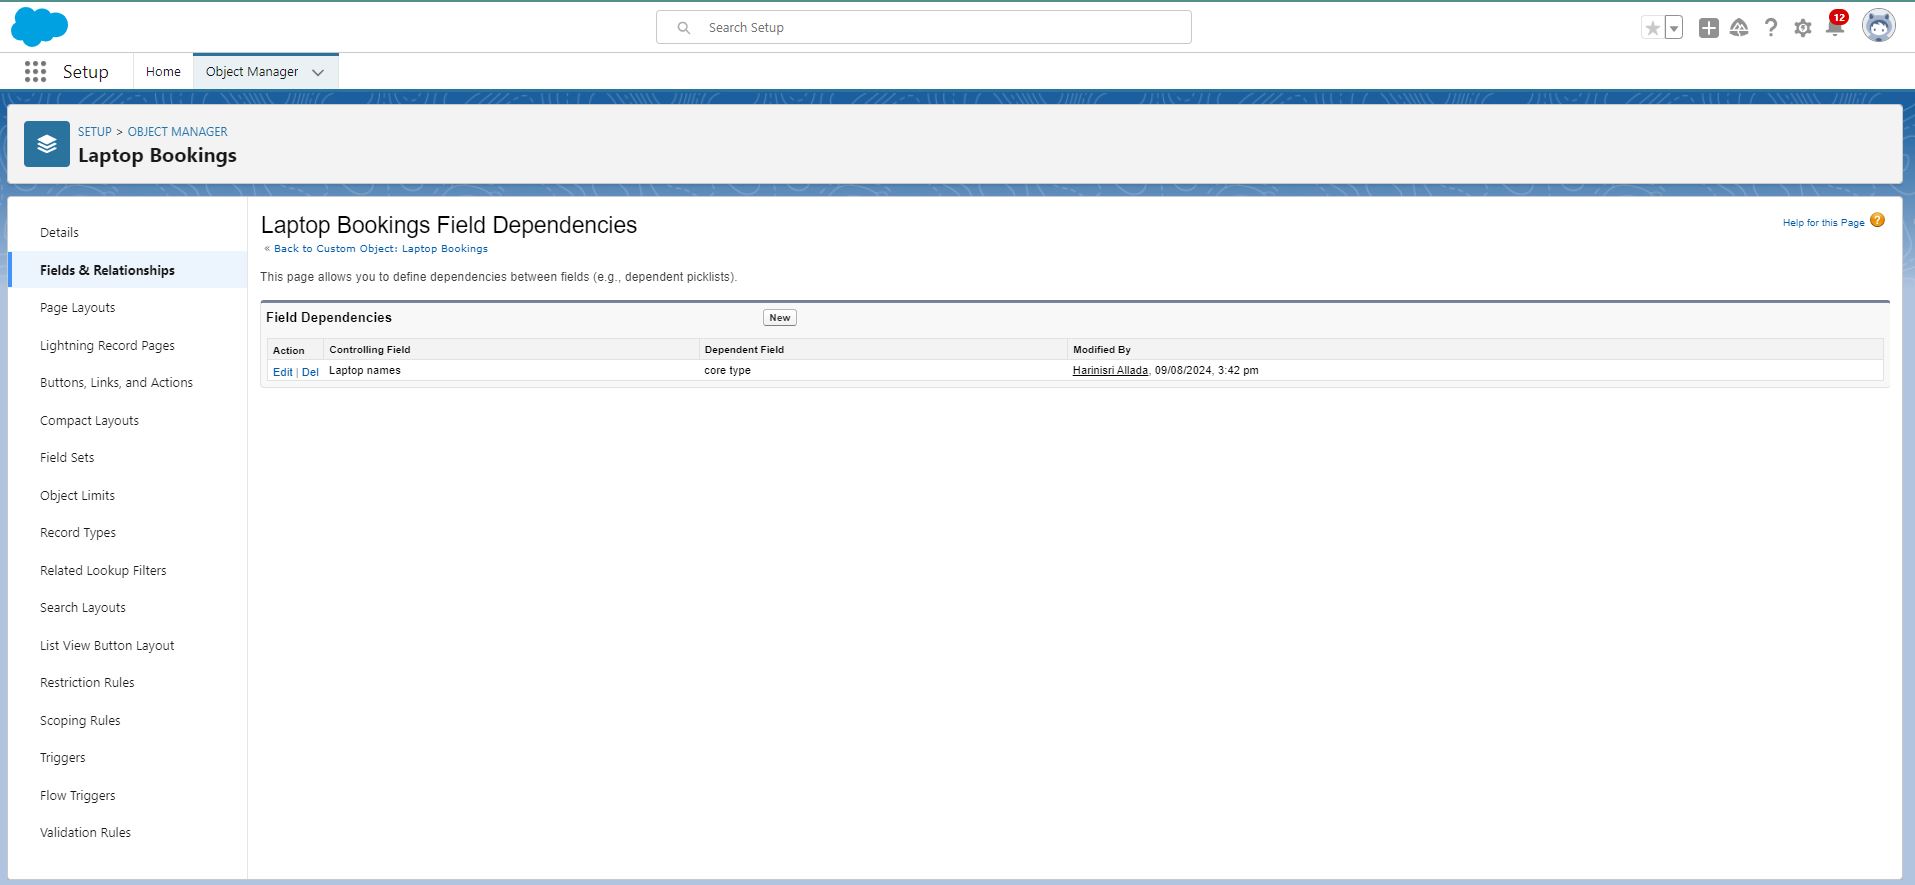 Search Setup
12
Setup
Home
Object Manager
SETUP > OBJECT MANAGER
Laptop Bookings
Details
Fields & Relationships
Page Layouts
Lightning Record Pages
Buttons, Links, and Actions
Compact Layouts
Field Sets
Object Limits
Record Types
Related Lookup Filters
Search Layouts
List View Button Layout
Restriction Rules
Scoping Rules
Triggers
Flow Triggers
Validation Rules
Laptop Bookings Field Dependencies
Help for this Page ?
« Back to Custom Object: Laptop Bookings
This page allows you to define dependencies between fields (e.g., dependent picklists).
Field Dependencies New
Action Controlling Field Dependent Field Modified By
Edit | Del Laptop names core type Harinisri Allada, 09/08/2024, 3:42 pm